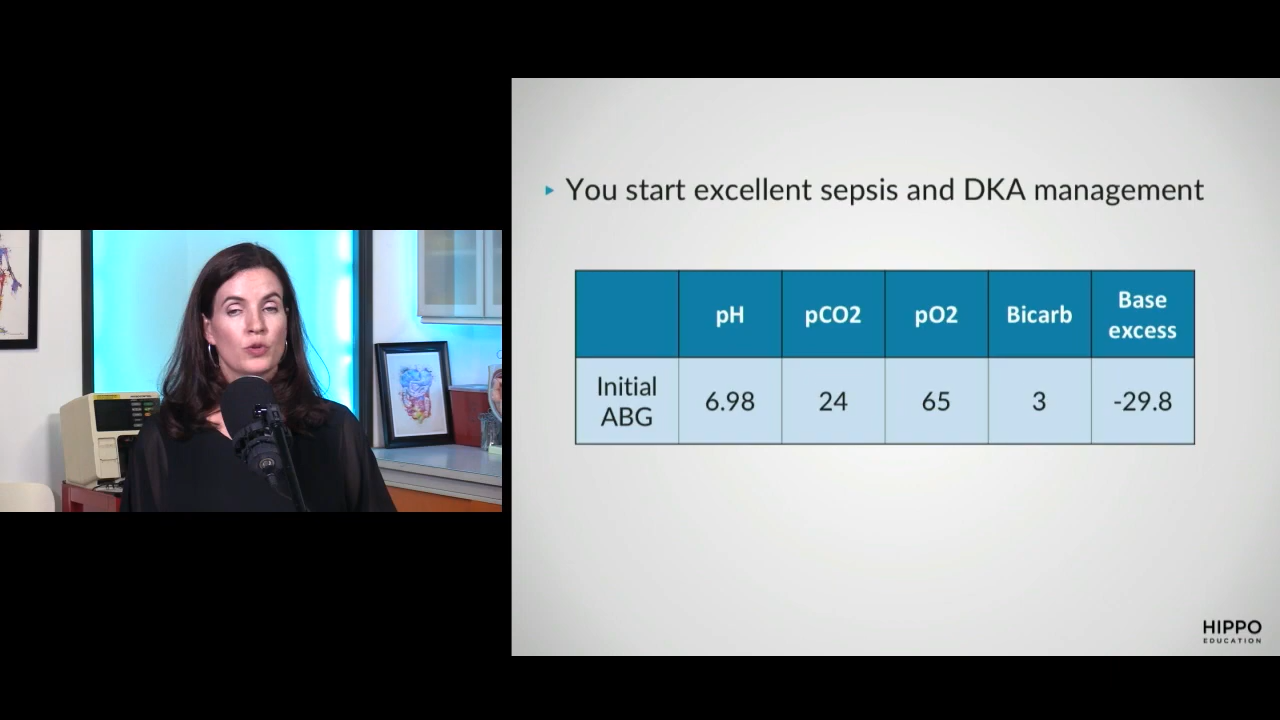 ▸ You start excellent sepsis and DKA management
pH pCO2 pO2 Bicarb Base excess
Initial ABG 6.98 24 65 3 -29.8
HIPPO
EDUCATION